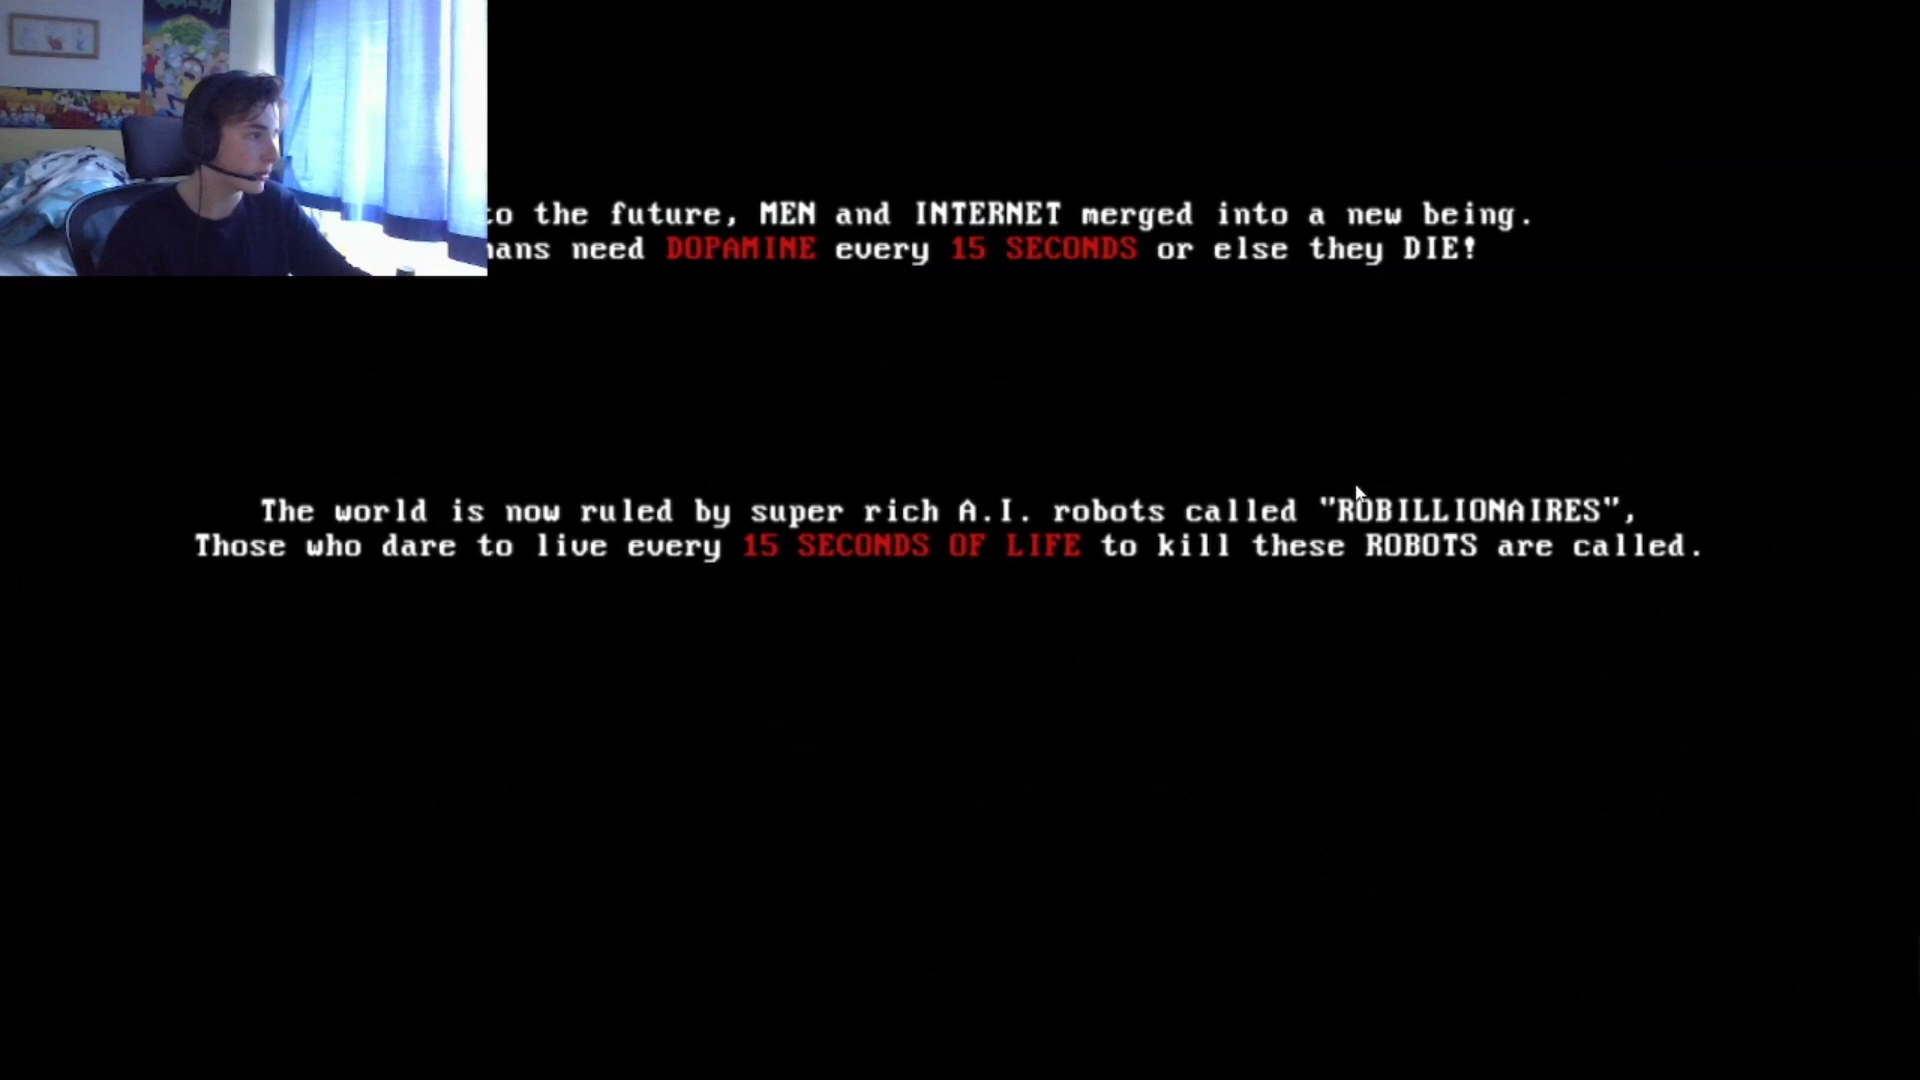 to the future, MEN and INTERNET merged into a new being.
need DOPAMINE every 15 SECONDS or else they DIE!
The world is now ruled by super rich A.I. robots called "ROBILLIONAIRES",
Those who dare to live every 15 SECONDS OF LIFE to kill these ROBOTS are called.